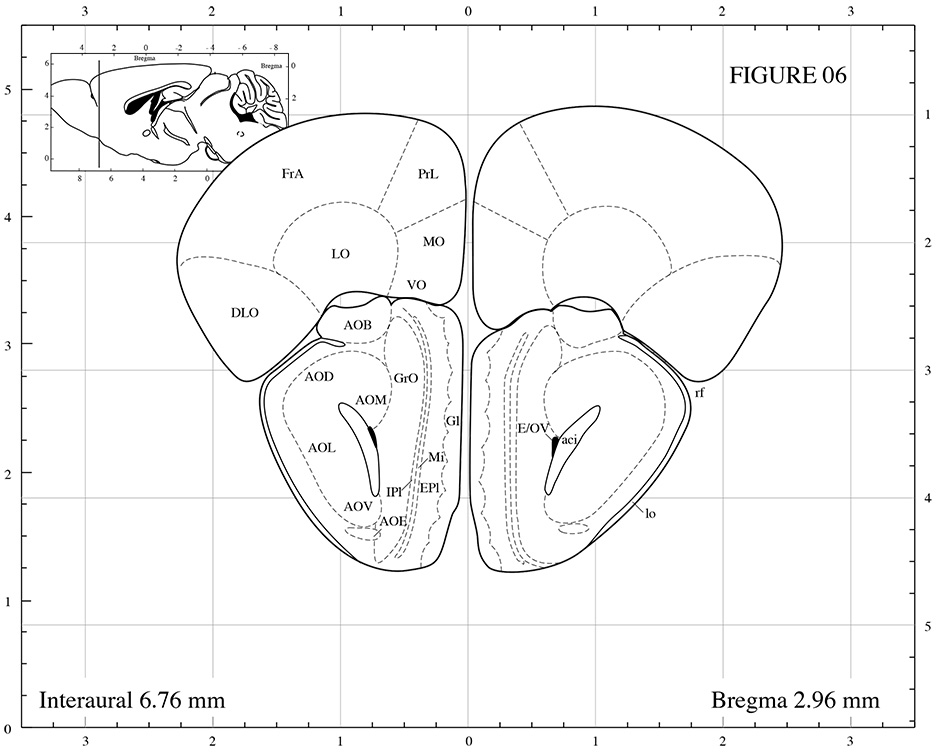 3 2 1 0 1 2 3
4 2 0 -2 -4 -6 -8
Bregma
Bregma 0
6
4
2
2
0
8 6 4 2 0
FIGURE 06
5
1
FrA PrL
4
MO
2
LO
VO
DLO
AOB
3
AOD
GrO
3
rf
AOM
Gl
E/OV
aci
AOL
Mi
2
IPl EPl
4
AOV
lo
AOE
1
5
Interaural 6.76 mm
Bregma 2.96 mm
0
3 2 1 0 1 2 3